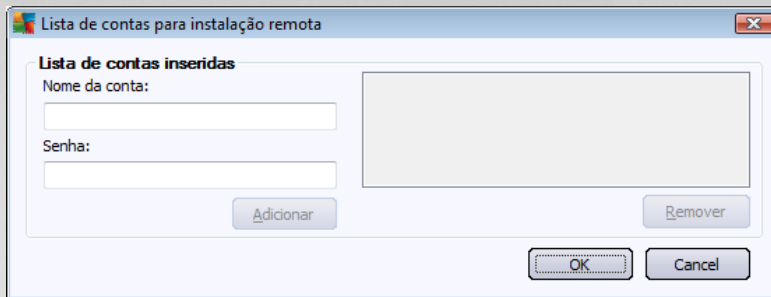 Lista de contas para instalação remota
Lista de contas inseridas
Nome da conta:
Senha:
Adicionar
Remover
OK
Cancel